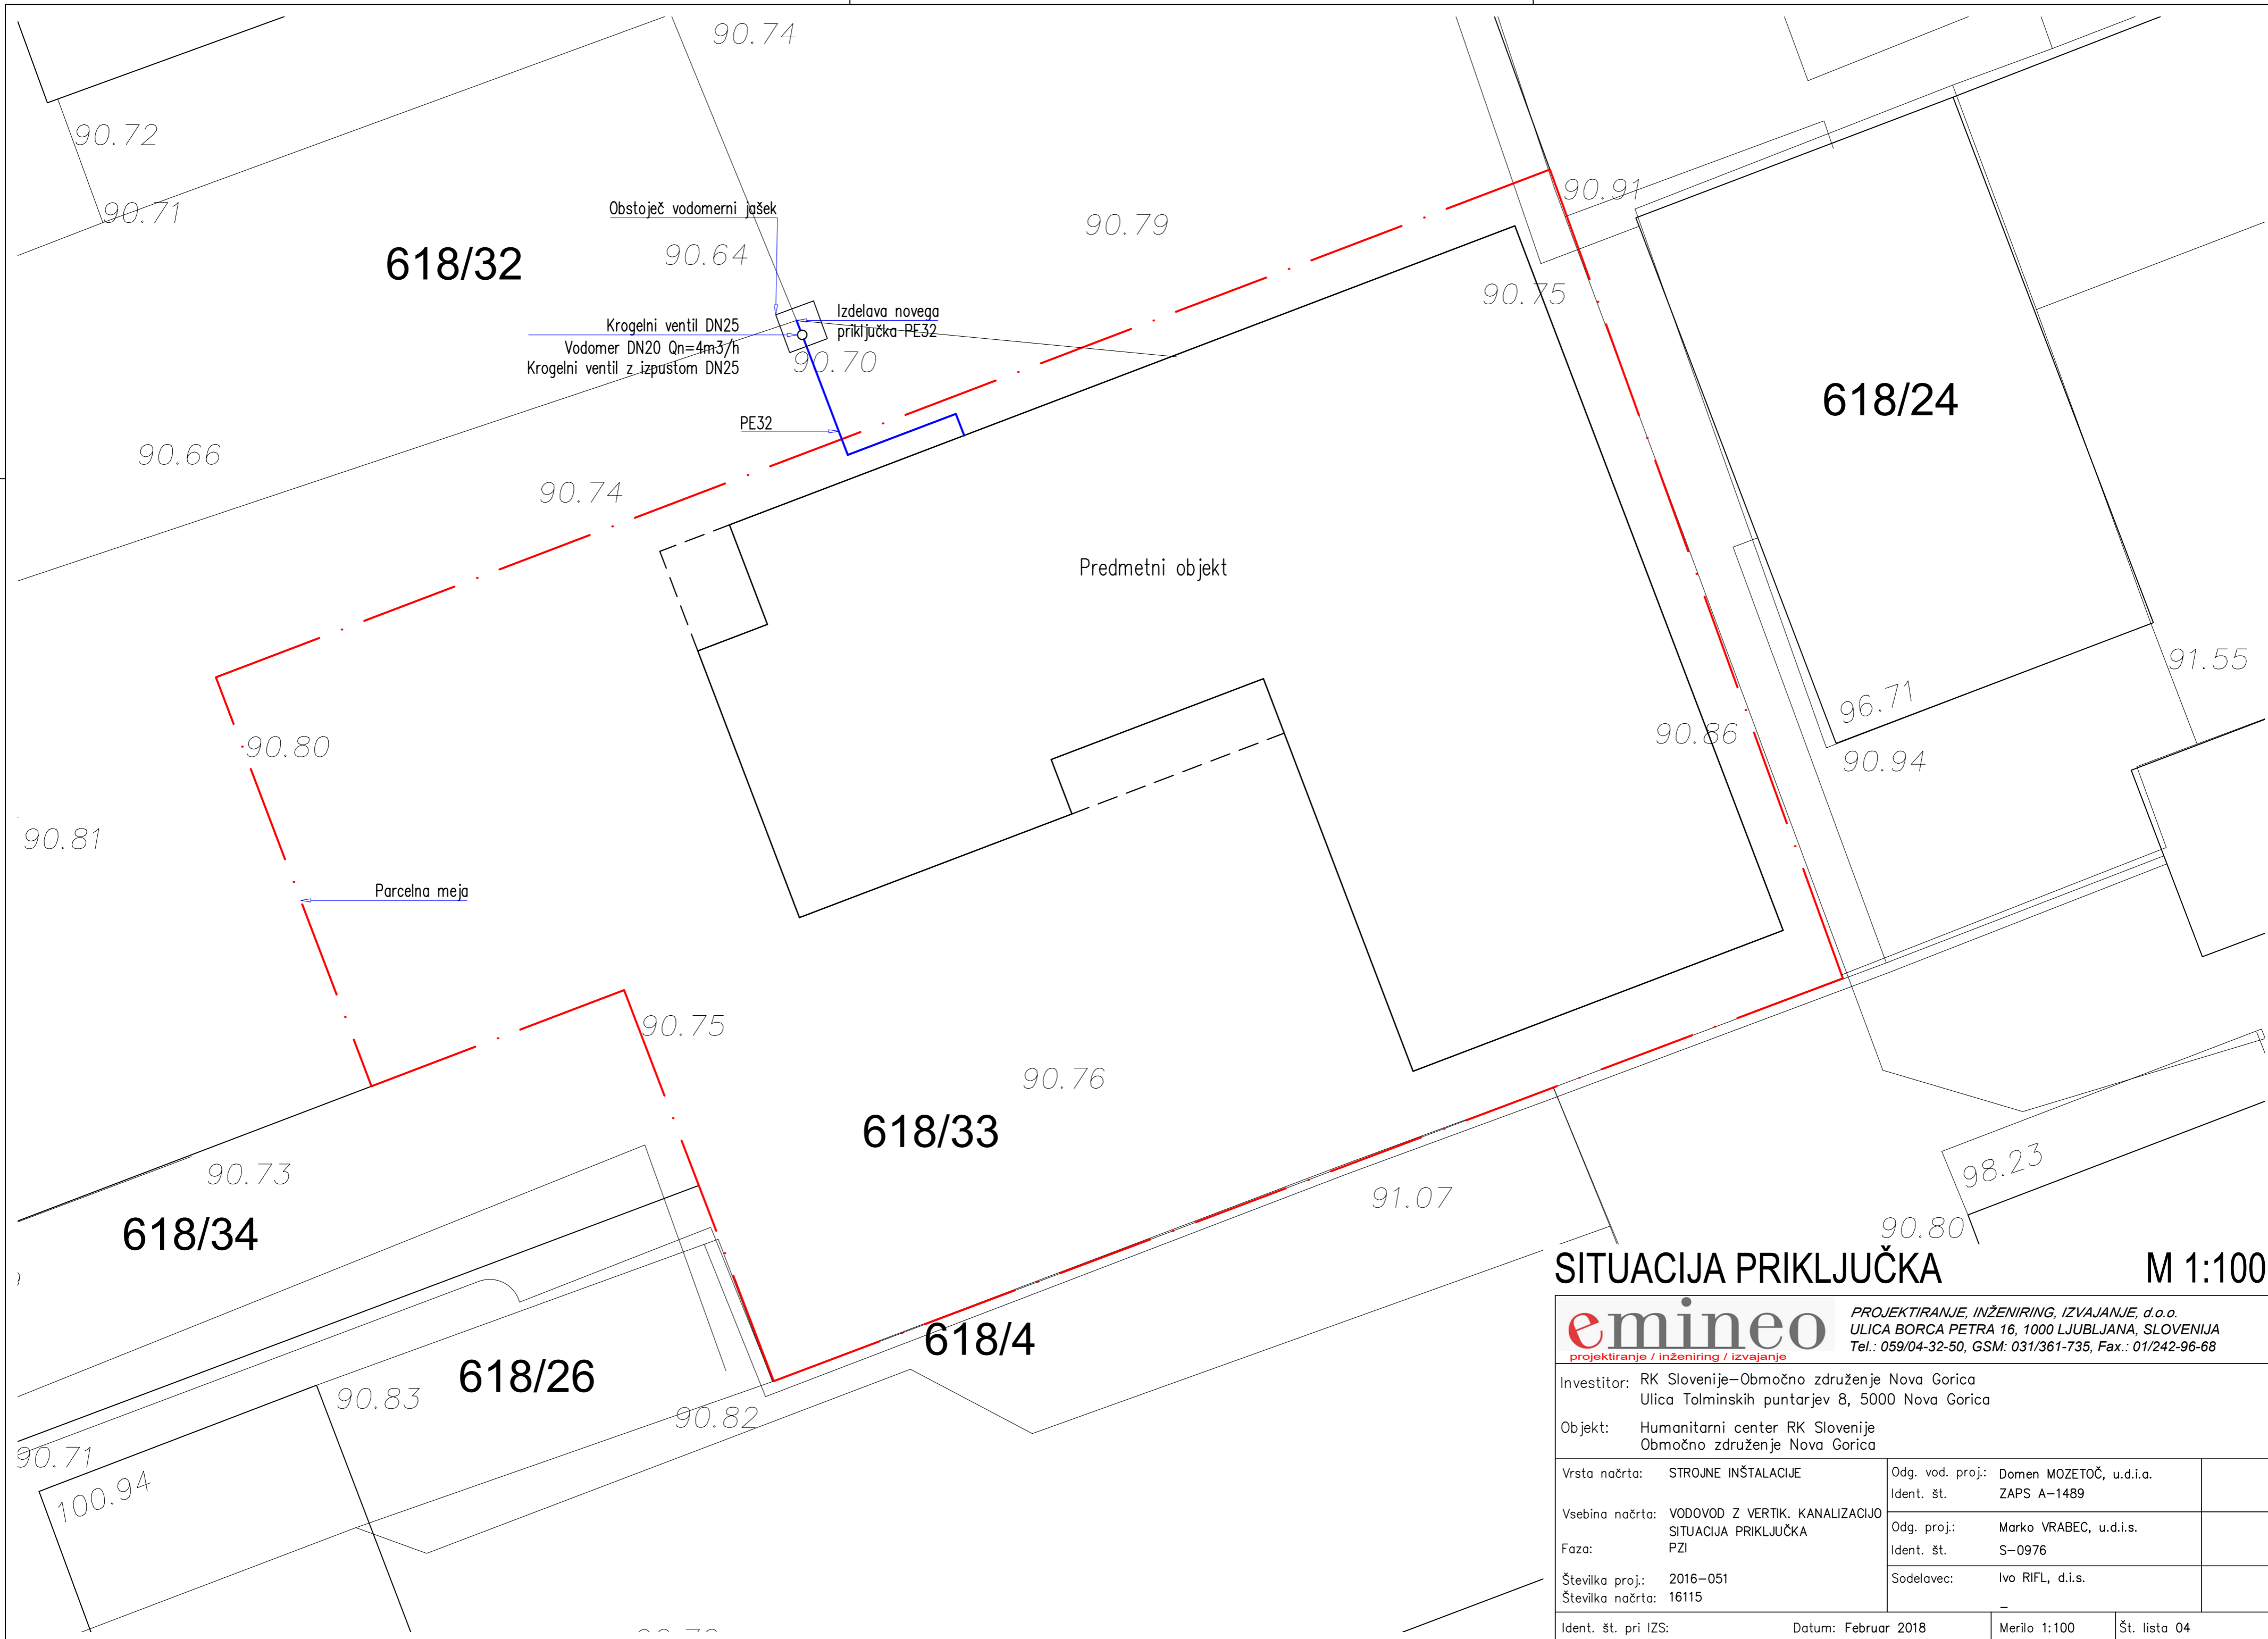 90.74
90.72
90.71
90.91
Obstoječ vodomerni jašek
90.79
618/32
90.64
90.75
Izdelava novega
priključka PE32
Krogelni ventil DN25
Vodomer DN20 Qn=4m3/h
Krogelni ventil z izpustom DN25
90.70
618/24
PE32
90.66
90.74
Predmetni objekt
91.55
96.71
90.86
90.80
90.94
90.81
Parcelna meja
90.75
90.76
618/33
90.73
98.23
91.07
618/34
90.80
618/4
618/26
90.83
90.82
90.71
100.94
SITUACIJA PRIKLJUČKA M 1:100
emineo
projektiranje / inženiring / izvajanje
PROJEKTIRANJE, INŽENIRING, IZVAJANJE, d.o.o.
ULICA BORCA PETRA 16, 1000 LJUBLJANA, SLOVENIJA
Tel.: 059/04-32-50, GSM: 031/361-735, Fax.: 01/242-96-68
Investitor: RK Slovenije-Območno združenje Nova Gorica
Ulica Tolminskih puntarjev 8, 5000 Nova Gorica
Objekt: Humanitarni center RK Slovenije
Območno združenje Nova Gorica
Vrsta načrta: STROJNE INŠTALACIJE
Vsebina načrta: VODOVOD Z VERTIK. KANALIZACIJO
SITUACIJA PRIKLJUČKA
Faza: PZI
Številka proj.: 2016-051
Številka načrta: 16115
Odg. vod. proj.: Domen MOZETOČ, u.d.i.a.
Ident. št. ZAPS A-1489
Odg. proj.: Marko VRABEC, u.d.i.s.
Ident. št. S-0976
Sodelavec: Ivo RIFL, d.i.s.
–
Ident. št. pri IZS: Datum: Februar 2018 Merilo 1:100 Št. lista 04